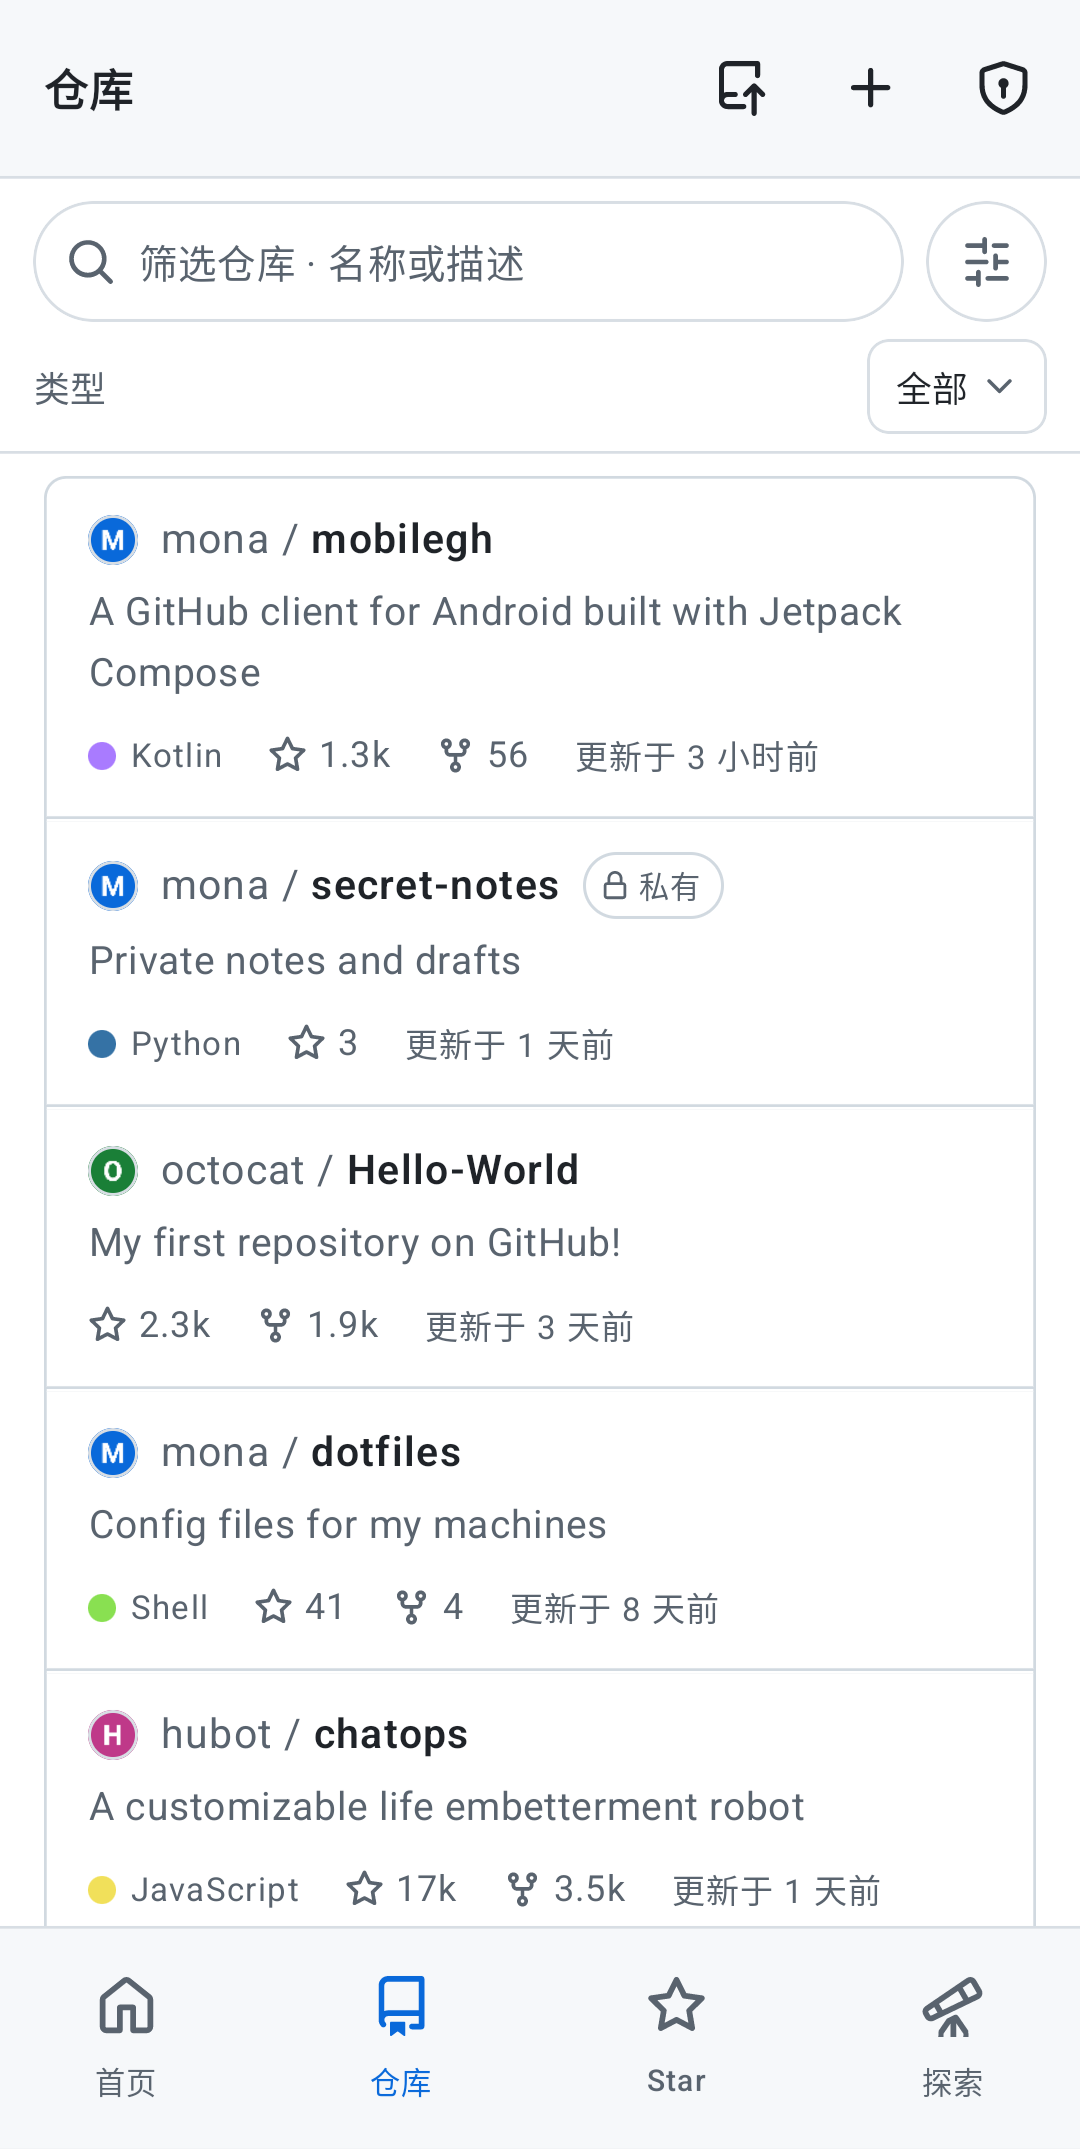 仓库
筛选仓库 · 名称或描述
类型
全部
M mona / mobilegh
A GitHub client for Android built with Jetpack
Compose
Kotlin 1.3k 56 更新于 3 小时前
M mona / secret-notes 私有
Private notes and drafts
Python 3 更新于 1 天前
O octocat / Hello-World
My first repository on GitHub!
2.3k 1.9k 更新于 3 天前
M mona / dotfiles
Config files for my machines
Shell 41 4 更新于 8 天前
H hubot / chatops
A customizable life embetterment robot
JavaScript 17k 3.5k 更新于 1 天前
首页 仓库 Star 探索